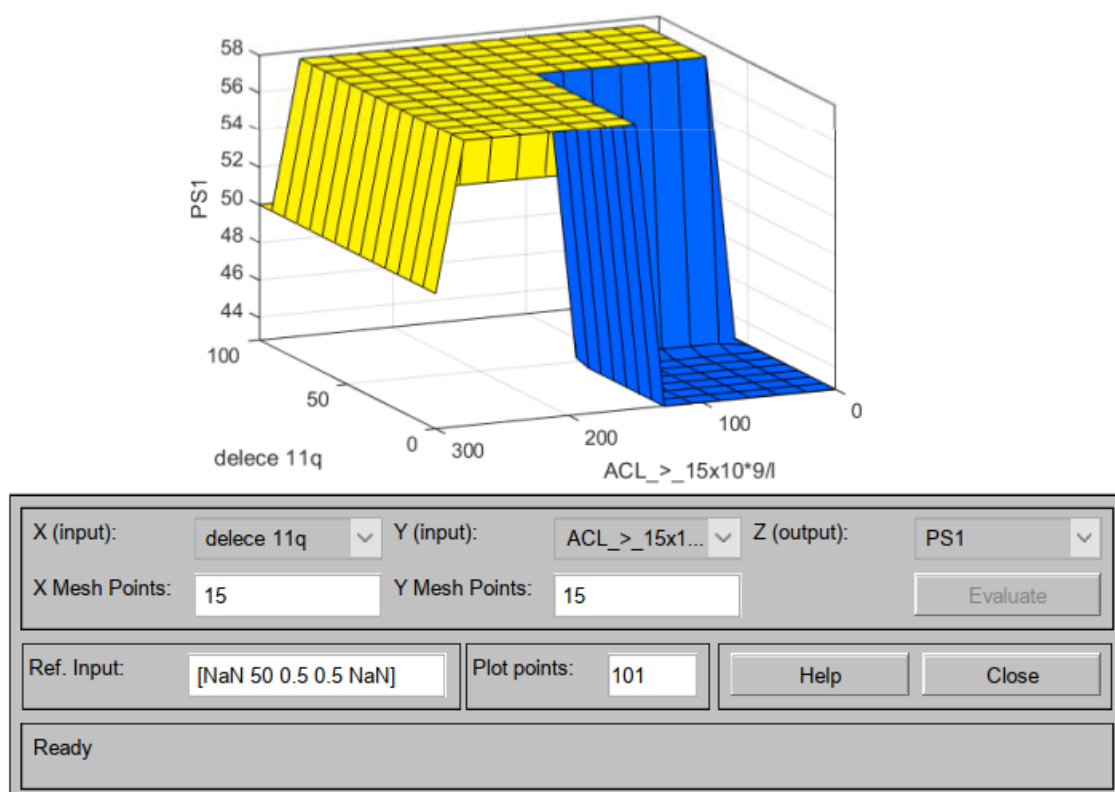 58
56
54
52
50
48
46
44
PS1
100
50
0
delece 11q
300
200
100
0
ACL_>_15x10*9/l
X (input): delece 11q Y (input): ACL_>_15x1... Z (output): PS1
X Mesh Points: 15 Y Mesh Points: 15 Evaluate
Ref. Input: [NaN 50 0.5 0.5 NaN] Plot points: 101 Help Close
Ready